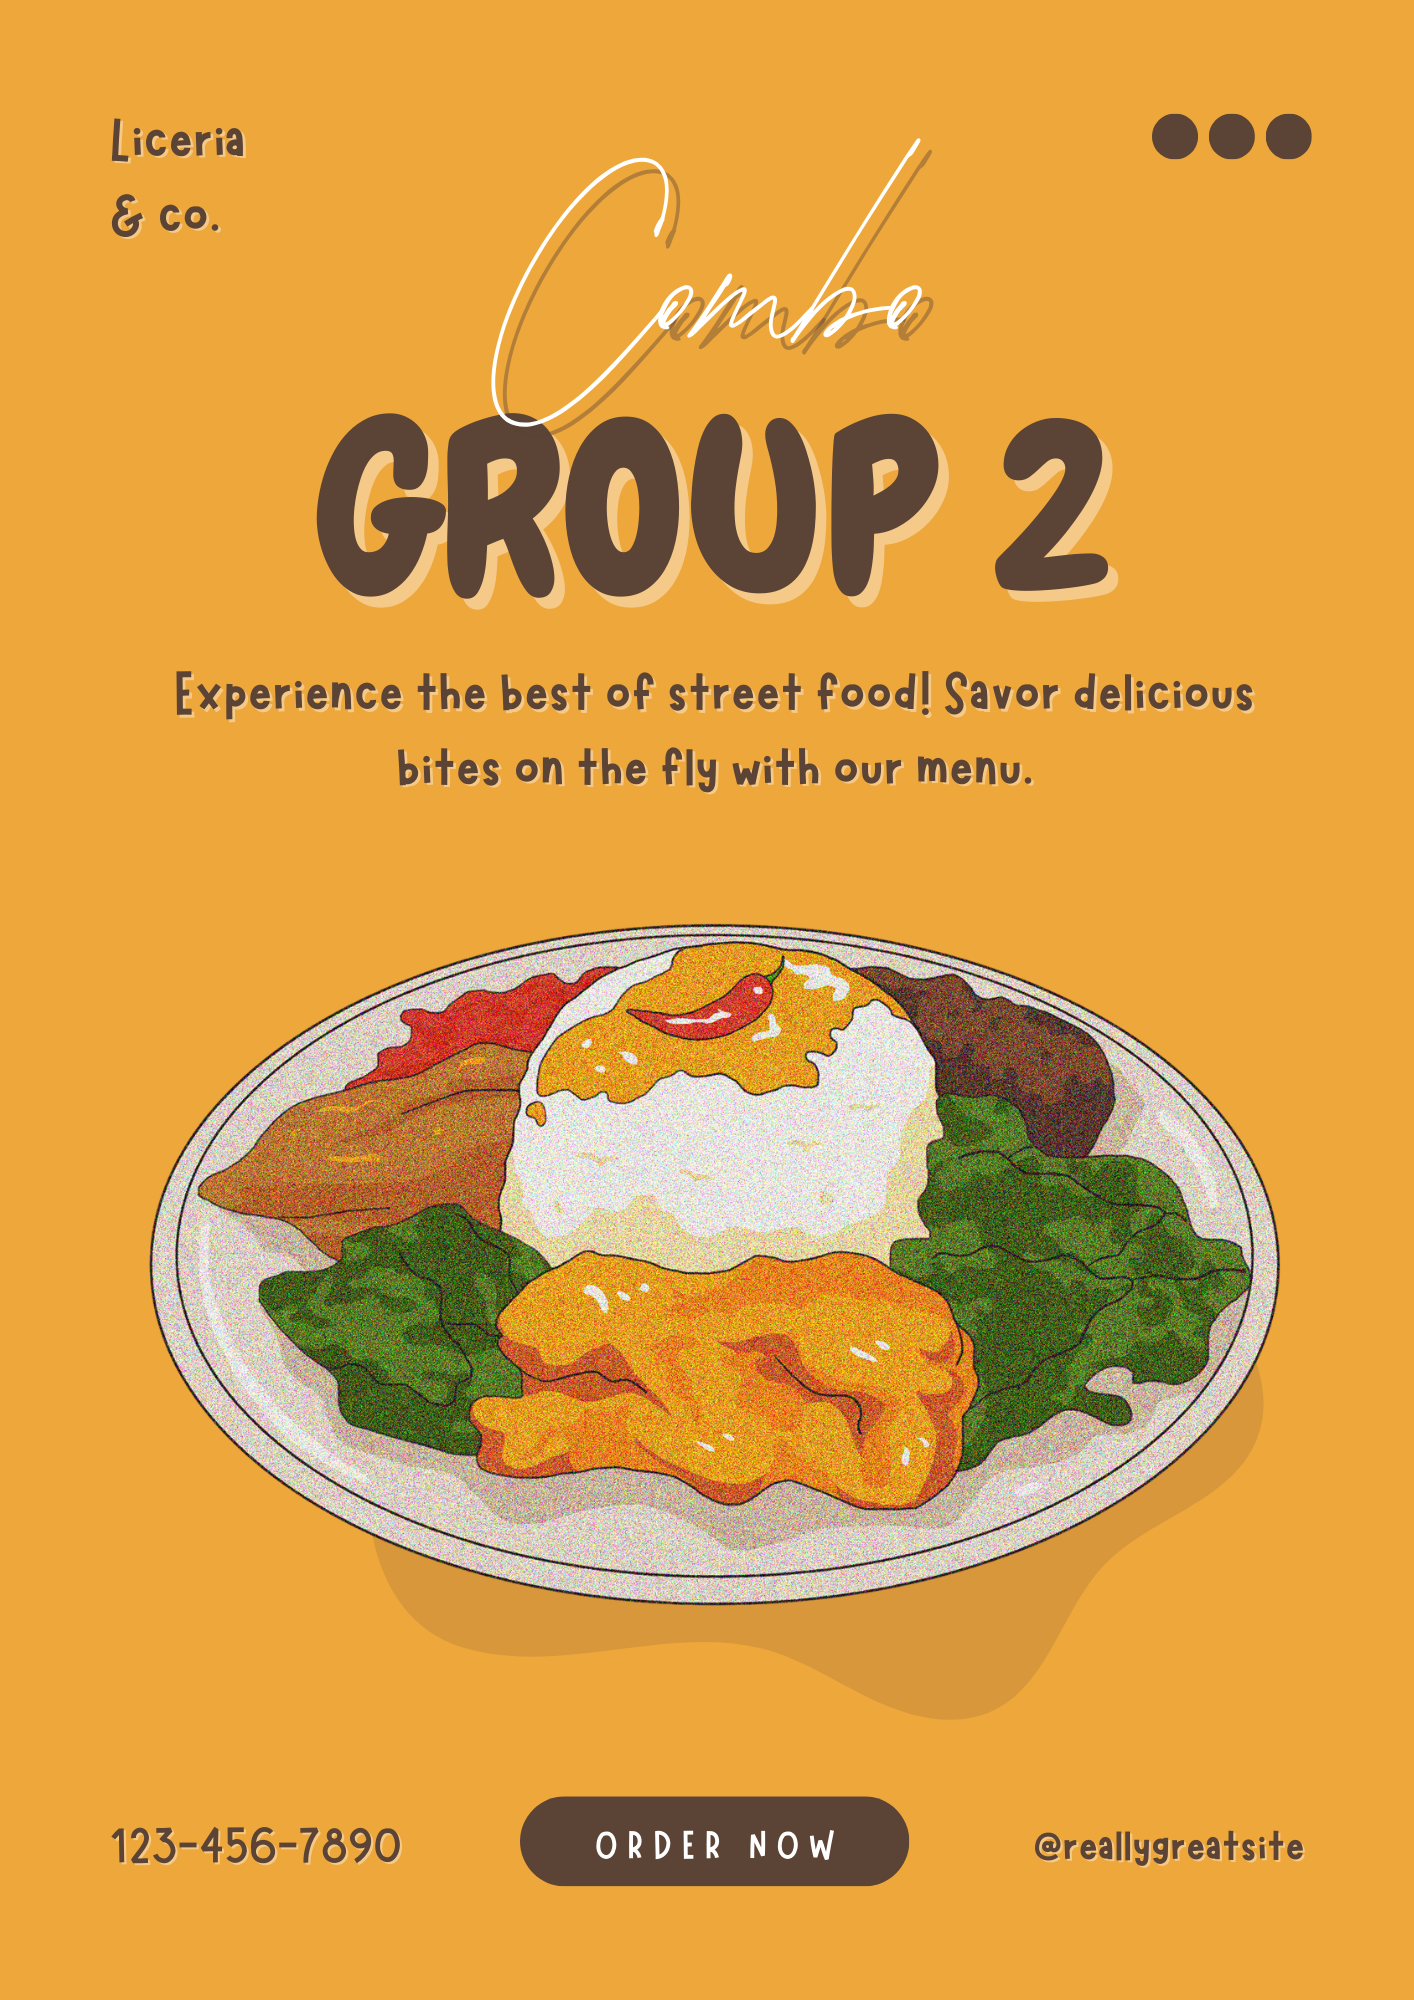 Liceria
& co.
Combo
GROUP 2
Experience the best of street food! Savor delicious
bites on the fly with our menu.
123-456-7890
ORDER NOW
@reallygreatsite